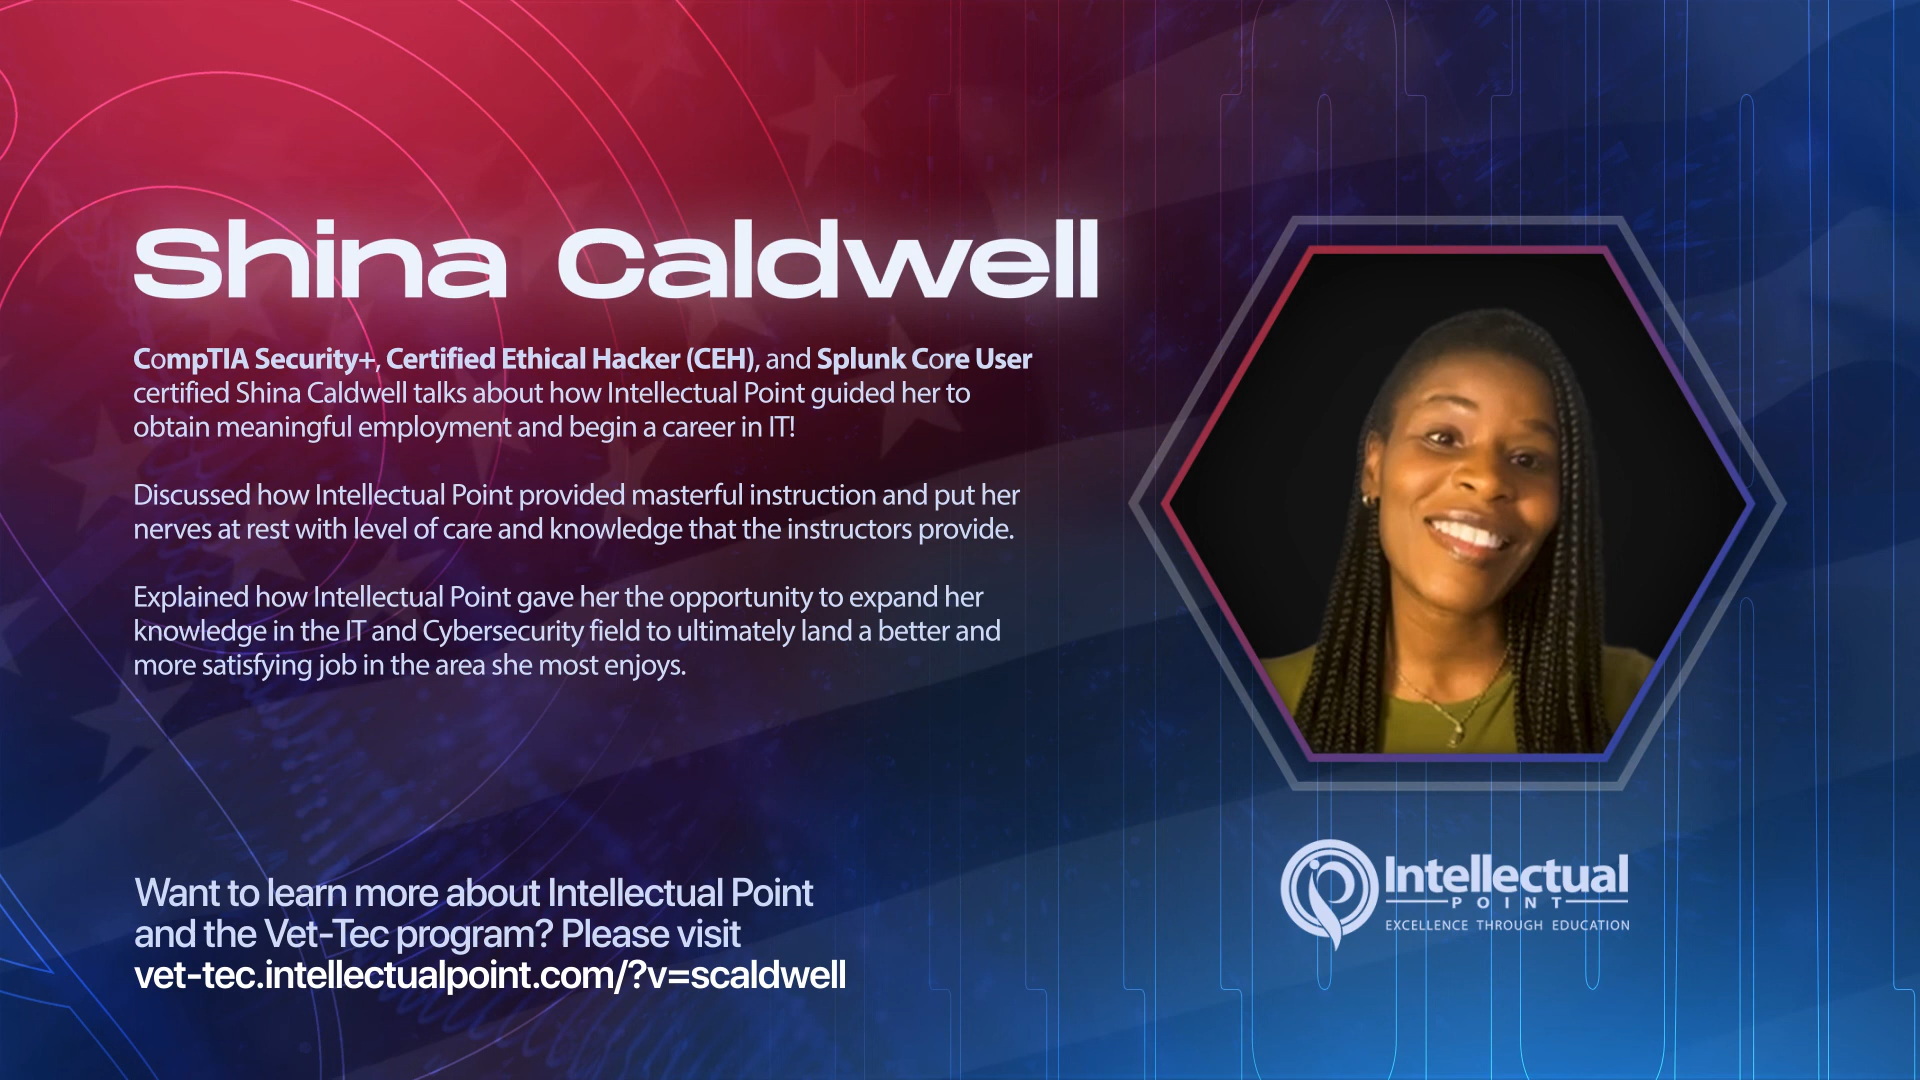 Shina Caldwell
CompTIA Security+, Certified Ethical Hacker (CEH), and Splunk Core User
certified Shina Caldwell talks about how Intellectual Point guided her to
obtain meaningful employment and begin a career in IT!
Discussed how Intellectual Point provided masterful instruction and put her
nerves at rest with level of care and knowledge that the instructors provide.
Explained how Intellectual Point gave her the opportunity to expand her
knowledge in the IT and Cybersecurity field to ultimately land a better and
more satisfying job in the area she most enjoys.
Want to learn more about Intellectual Point
and the Vet-Tec program? Please visit
vet-tec.intellectualpoint.com/?v=scaldwell
Intellectual
POINT
EXCELLENCE THROUGH EDUCATION